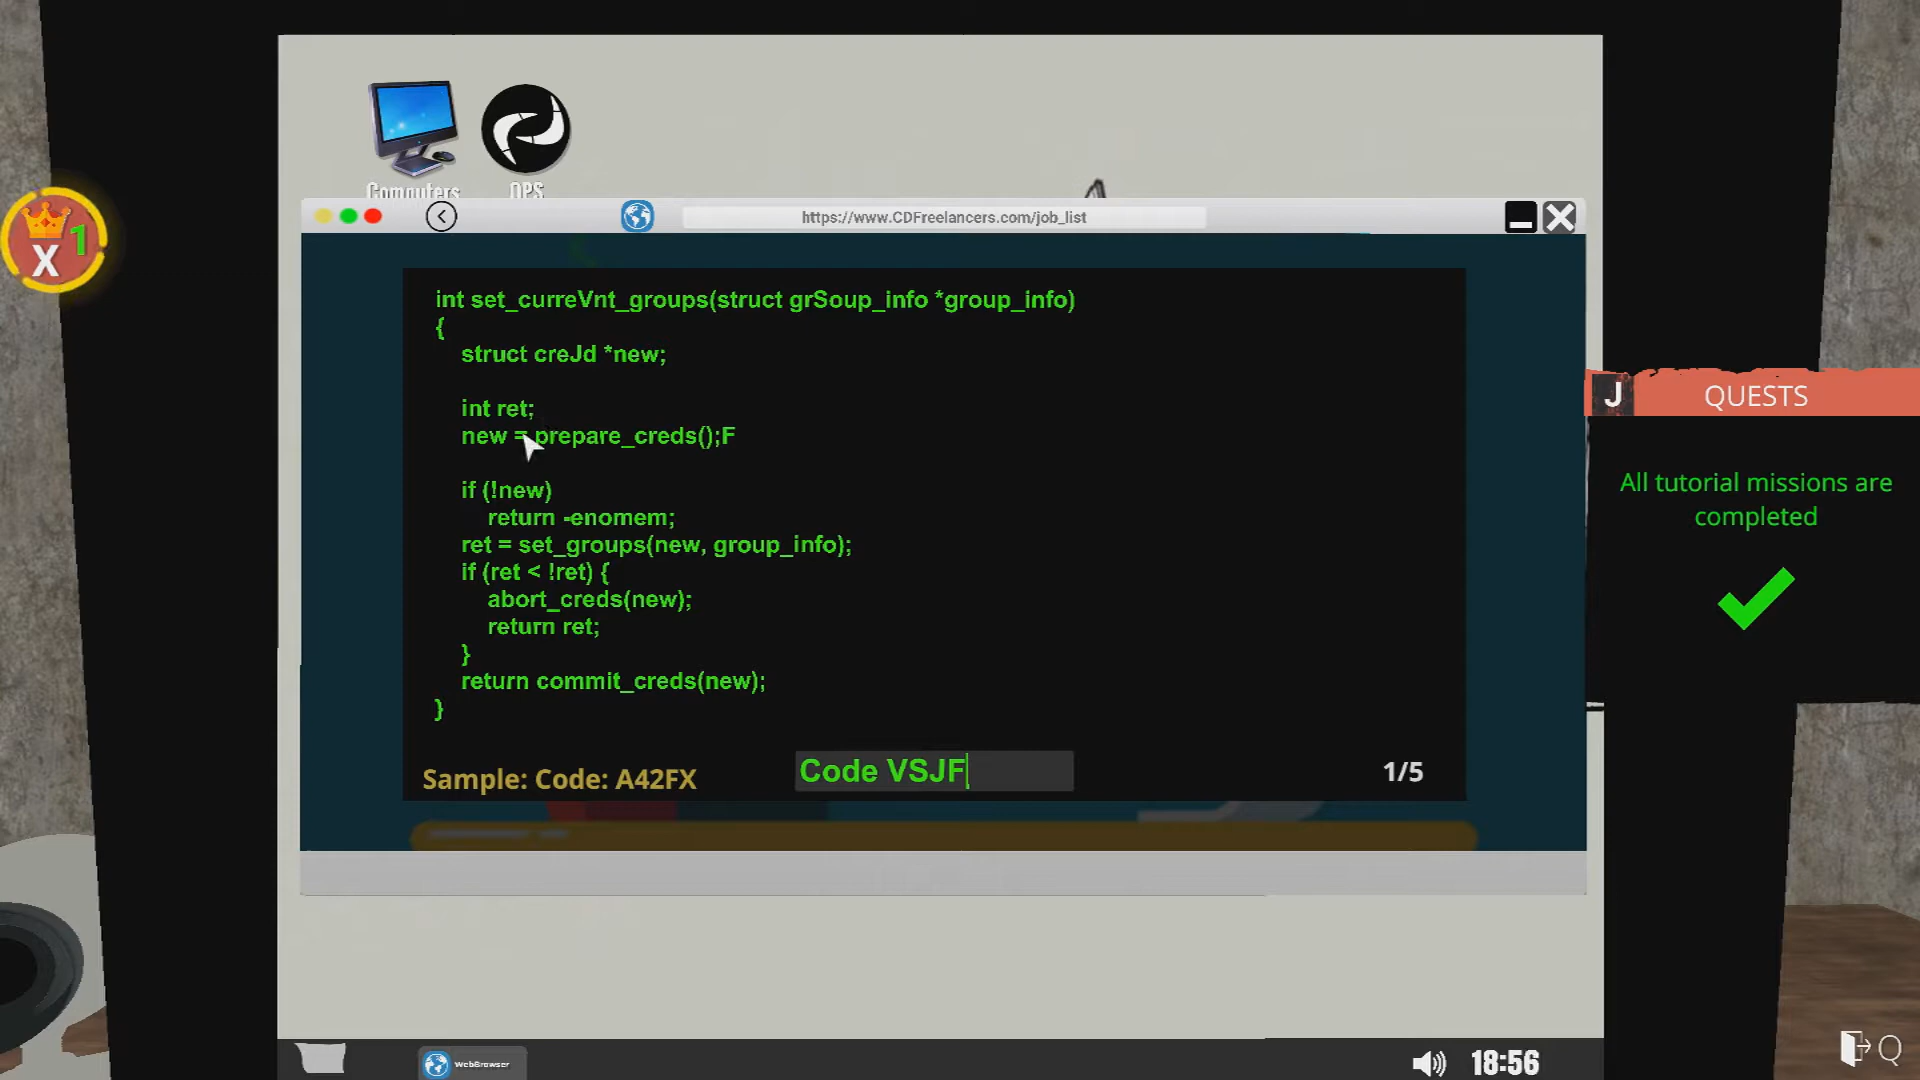 Computers
OPS
X 1
https://www.CDFreelancers.com/job_list
int set_curreVnt_groups(struct grSoup_info *group_info)
{
struct creJd *new;
int ret;
new = prepare_creds();F
if (!new)
return -enomem;
ret = set_groups(new, group_info);
if (ret < !ret) {
abort_creds(new);
return ret;
}
return commit_creds(new);
}
Sample: Code: A42FX
Code VSJF
1/5
J
QUESTS
All tutorial missions are
completed
WebBrowser
18:56
Q